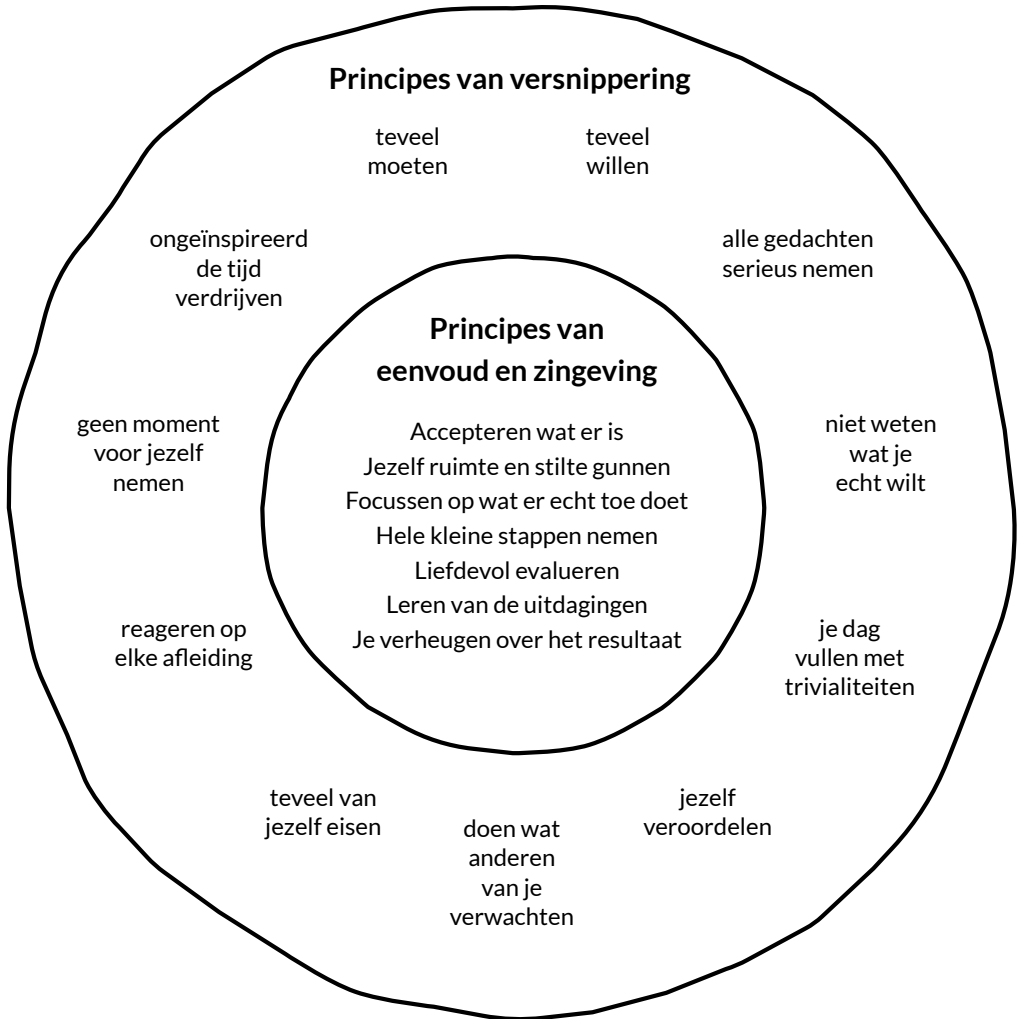 Principes van versnippering
teveel
moeten
teveel
willen
ongeïnspireerd
de tijd
verdrijven
alle gedachten
serieus nemen
Principes van
eenvoud en zingeving
Accepteren wat er is
Jezelf ruimte en stilte gunnen
Focussen op wat er echt toe doet
Hele kleine stappen nemen
Liefdevol evalueren
Leren van de uitdagingen
Je verheugen over het resultaat
geen moment
voor jezelf
nemen
niet weten
wat je
echt wilt
reageren op
elke afleiding
je dag
vullen met
trivialiteiten
teveel van
jezelf eisen
doen wat
anderen
van je
verwachten
jezelf
veroordelen